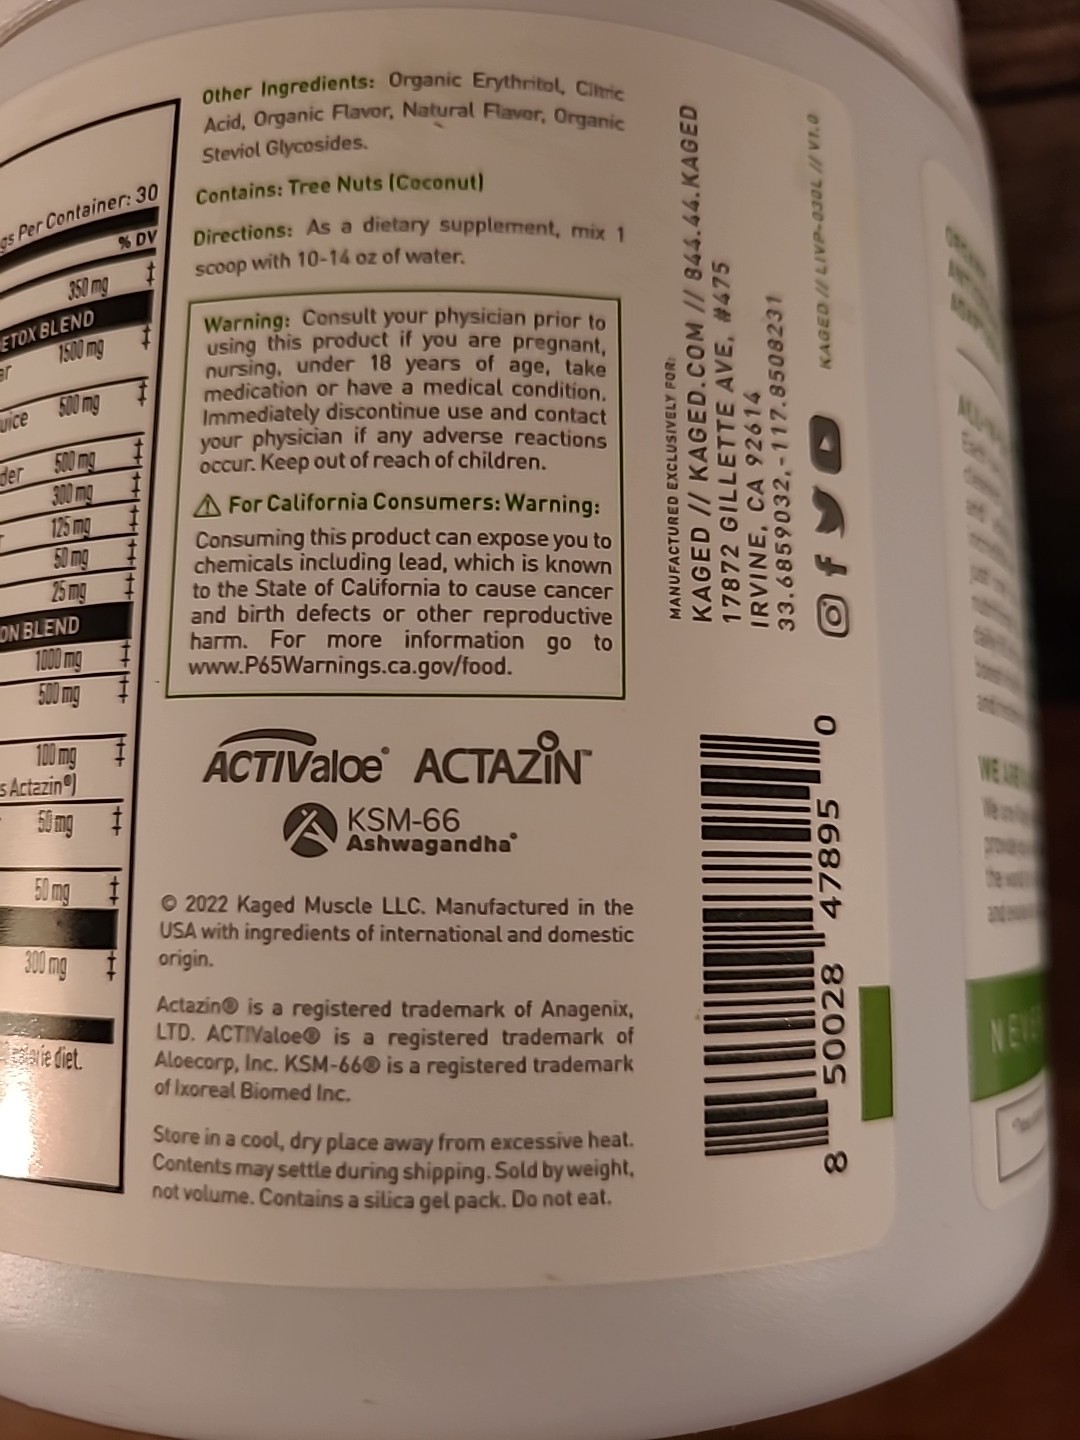 gs Per Container: 30
% DV
350 mg ‡
ETOX BLEND
1500 mg ‡
uice 500 mg ‡
der 500 mg ‡
300 mg ‡
125 mg ‡
50 mg ‡
25 mg ‡
ON BLEND
1000 mg ‡
500 mg ‡
100 mg ‡
s Actazin®)
50 mg ‡
50 mg ‡
300 mg ‡
diet.
Other Ingredients: Organic Erythritol, Citric
Acid, Organic Flavor, Natural Flavor, Organic
Steviol Glycosides.
Contains: Tree Nuts (Coconut)
Directions: As a dietary supplement, mix 1
scoop with 10-14 oz of water.
Warning: Consult your physician prior to
using this product if you are pregnant,
nursing, under 18 years of age, take
medication or have a medical condition.
Immediately discontinue use and contact
your physician if any adverse reactions
occur. Keep out of reach of children.
⚠ For California Consumers: Warning:
Consuming this product can expose you to
chemicals including lead, which is known
to the State of California to cause cancer
and birth defects or other reproductive
harm. For more information go to
www.P65Warnings.ca.gov/food.
ACTIValoe® ACTAZiN™
KSM-66
Ashwagandha®
© 2022 Kaged Muscle LLC. Manufactured in the
USA with ingredients of international and domestic
origin.
Actazin® is a registered trademark of Anagenix,
LTD. ACTIValoe® is a registered trademark of
Aloecorp, Inc. KSM-66® is a registered trademark
of Ixoreal Biomed Inc.
Store in a cool, dry place away from excessive heat.
Contents may settle during shipping. Sold by weight,
not volume. Contains a silica gel pack. Do not eat.
MANUFACTURED EXCLUSIVELY FOR:
KAGED // KAGED.COM // 844.44.KAGED
17872 GILLETTE AVE. #475
IRVINE, CA 92614
33.6859032,-117.8508231
KAGED // LIVP-030L // V1.0
8 50028 47895 0
WE ARE
NEVE